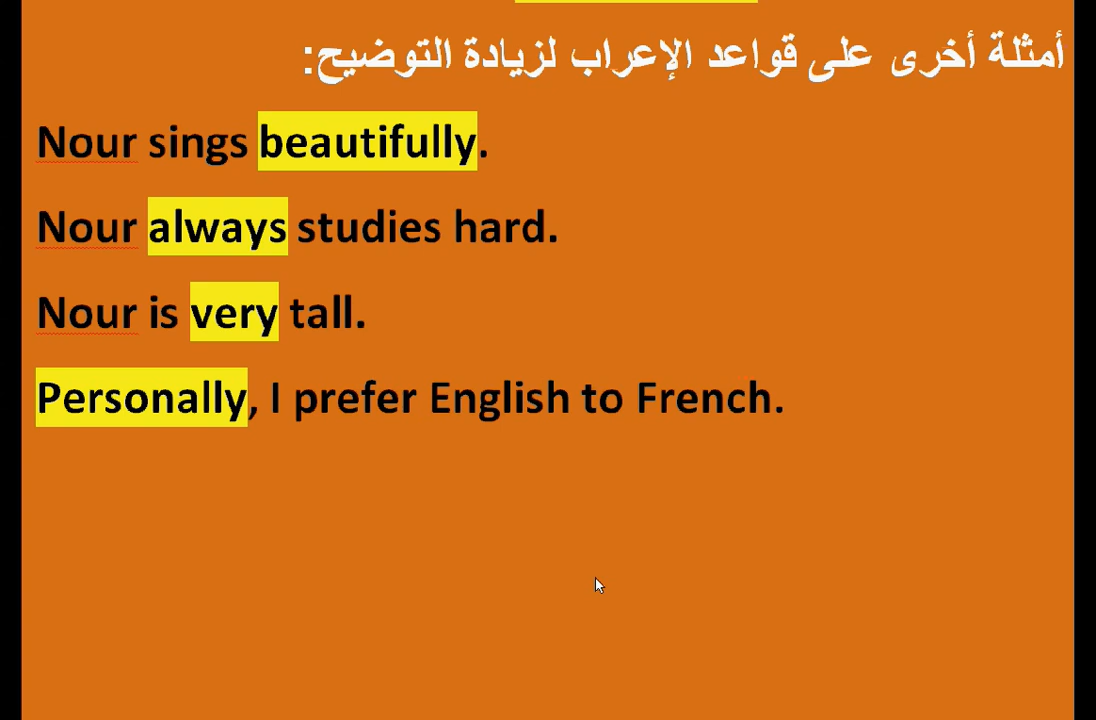 أمثلة أخرى على قواعد الإعراب لزيادة التوضيح:
Nour sings beautifully.
Nour always studies hard.
Nour is very tall.
Personally, I prefer English to French.